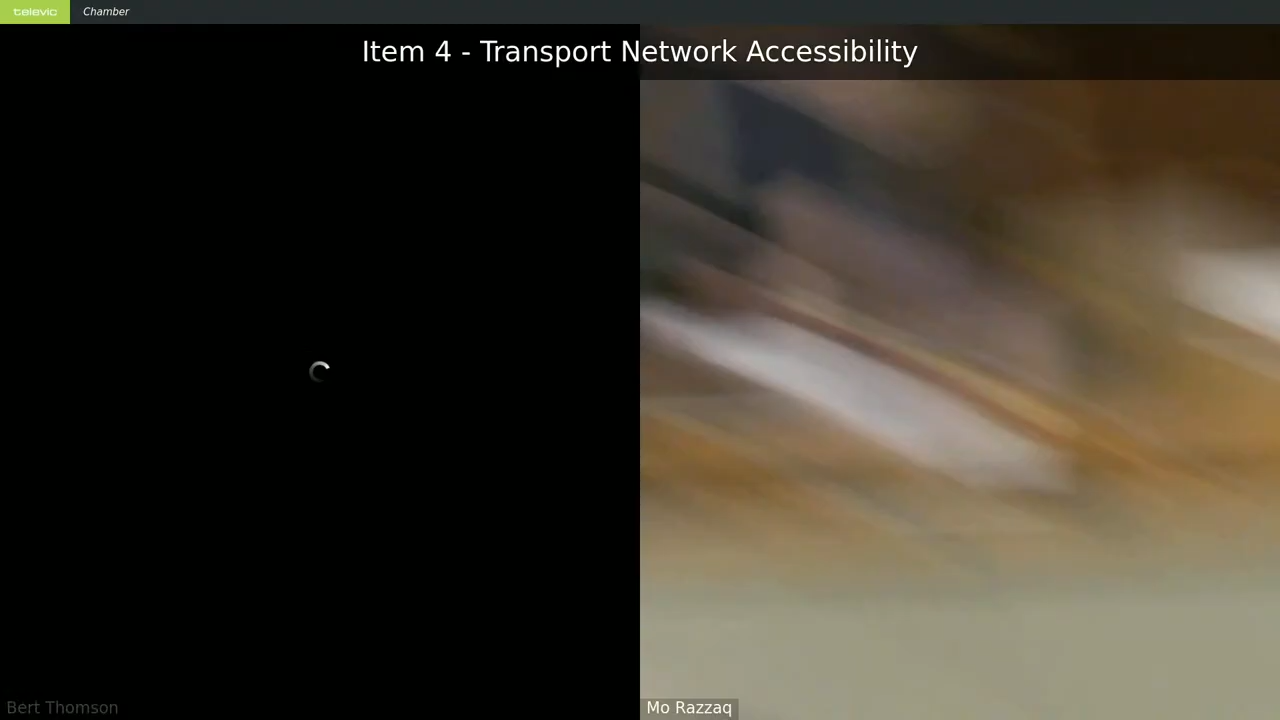 televic Chamber
Item 4 - Transport Network Accessibility
Bert Thomson
Mo Razzaq